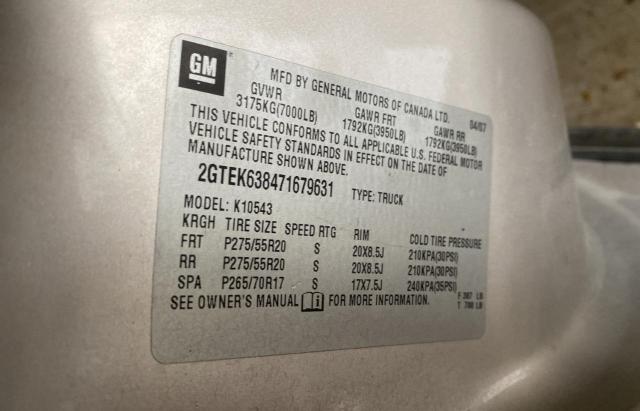 GM
MFD BY GENERAL MOTORS OF CANADA LTD. 04/07
GVWR GAWR FRT GAWR RR
3175KG(7000LB) 1792KG(3950LB) 1792KG(3950LB)
THIS VEHICLE CONFORMS TO ALL APPLICABLE U.S. FEDERAL MOTOR
VEHICLE SAFETY STANDARDS IN EFFECT ON THE DATE OF
MANUFACTURE SHOWN ABOVE.
2GTEK638471679631 TYPE: TRUCK
MODEL: K10543
KRGH TIRE SIZE SPEED RTG RIM COLD TIRE PRESSURE
FRT P275/55R20 S 20X8.5J 210KPA(30PSI)
RR P275/55R20 S 20X8.5J 210KPA(30PSI)
SPA P265/70R17 S 17X7.5J 240KPA(35PSI)
SEE OWNER'S MANUAL FOR MORE INFORMATION.
F 387 LB
T 788 LB